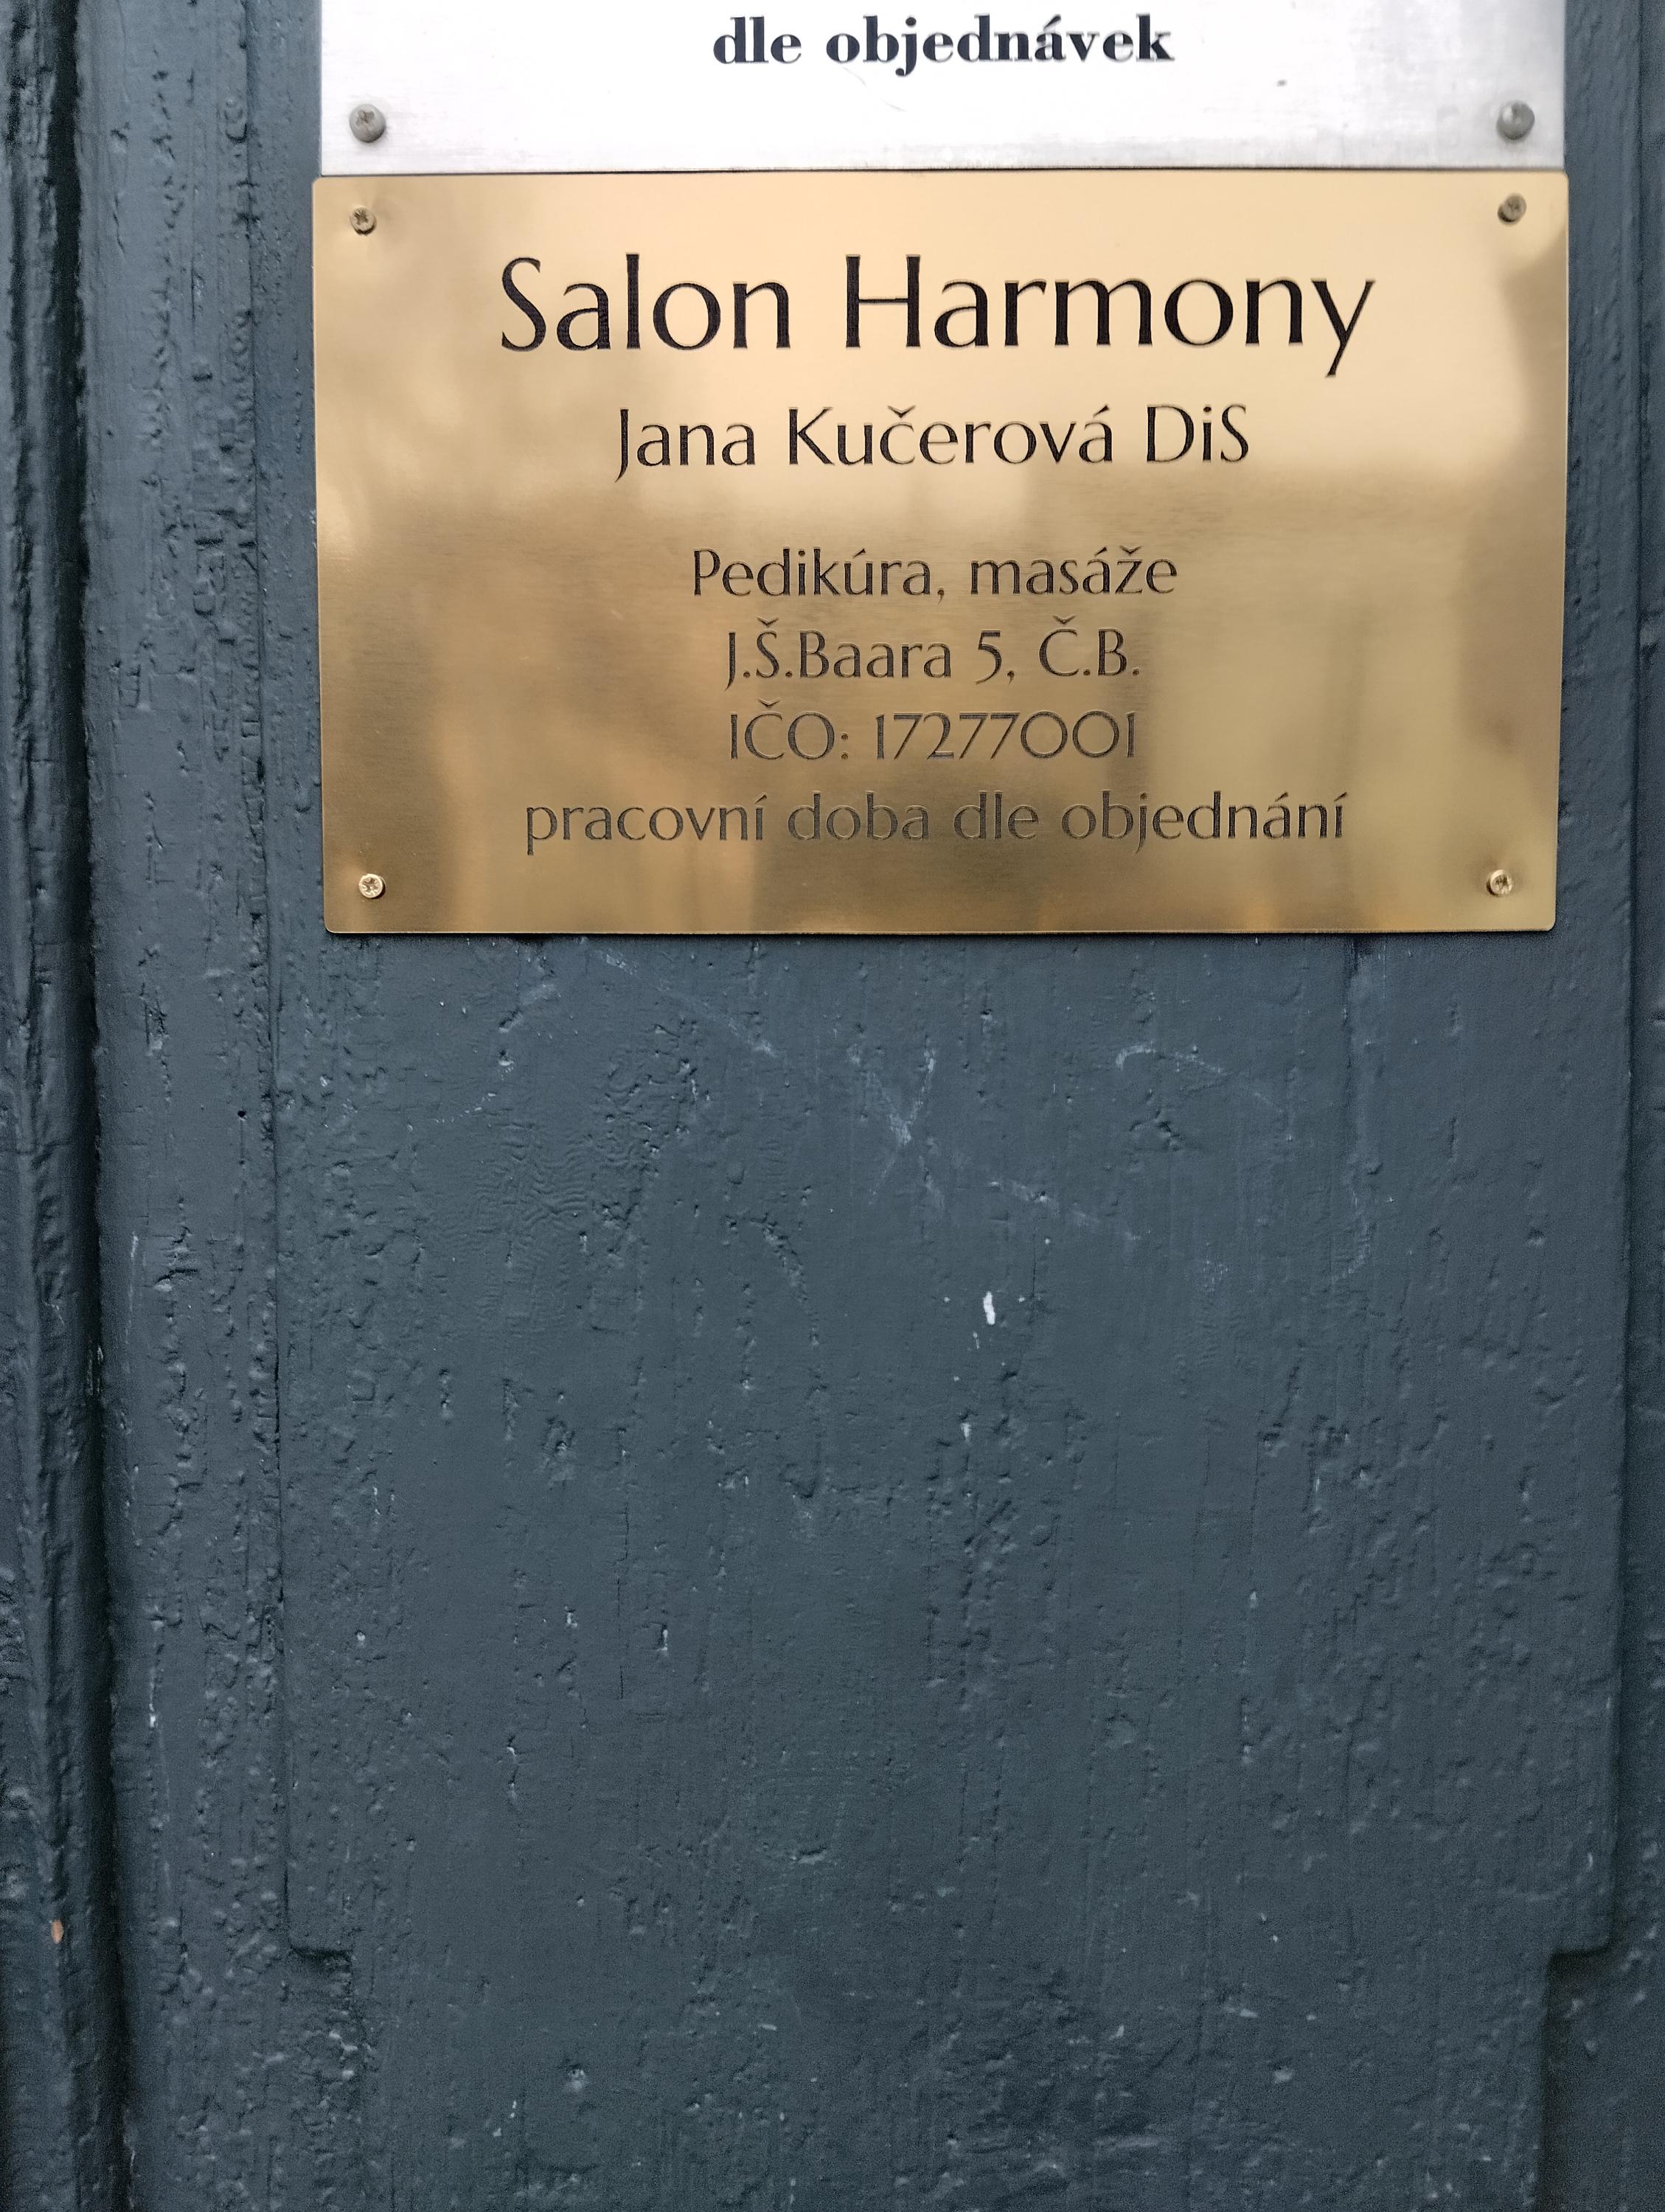 dle objednávek
Salon Harmony
Jana Kučerová DiS
Pedikúra, masáže
J.Š.Baara 5, Č.B.
IČO: 17277001
pracovní doba dle objednání